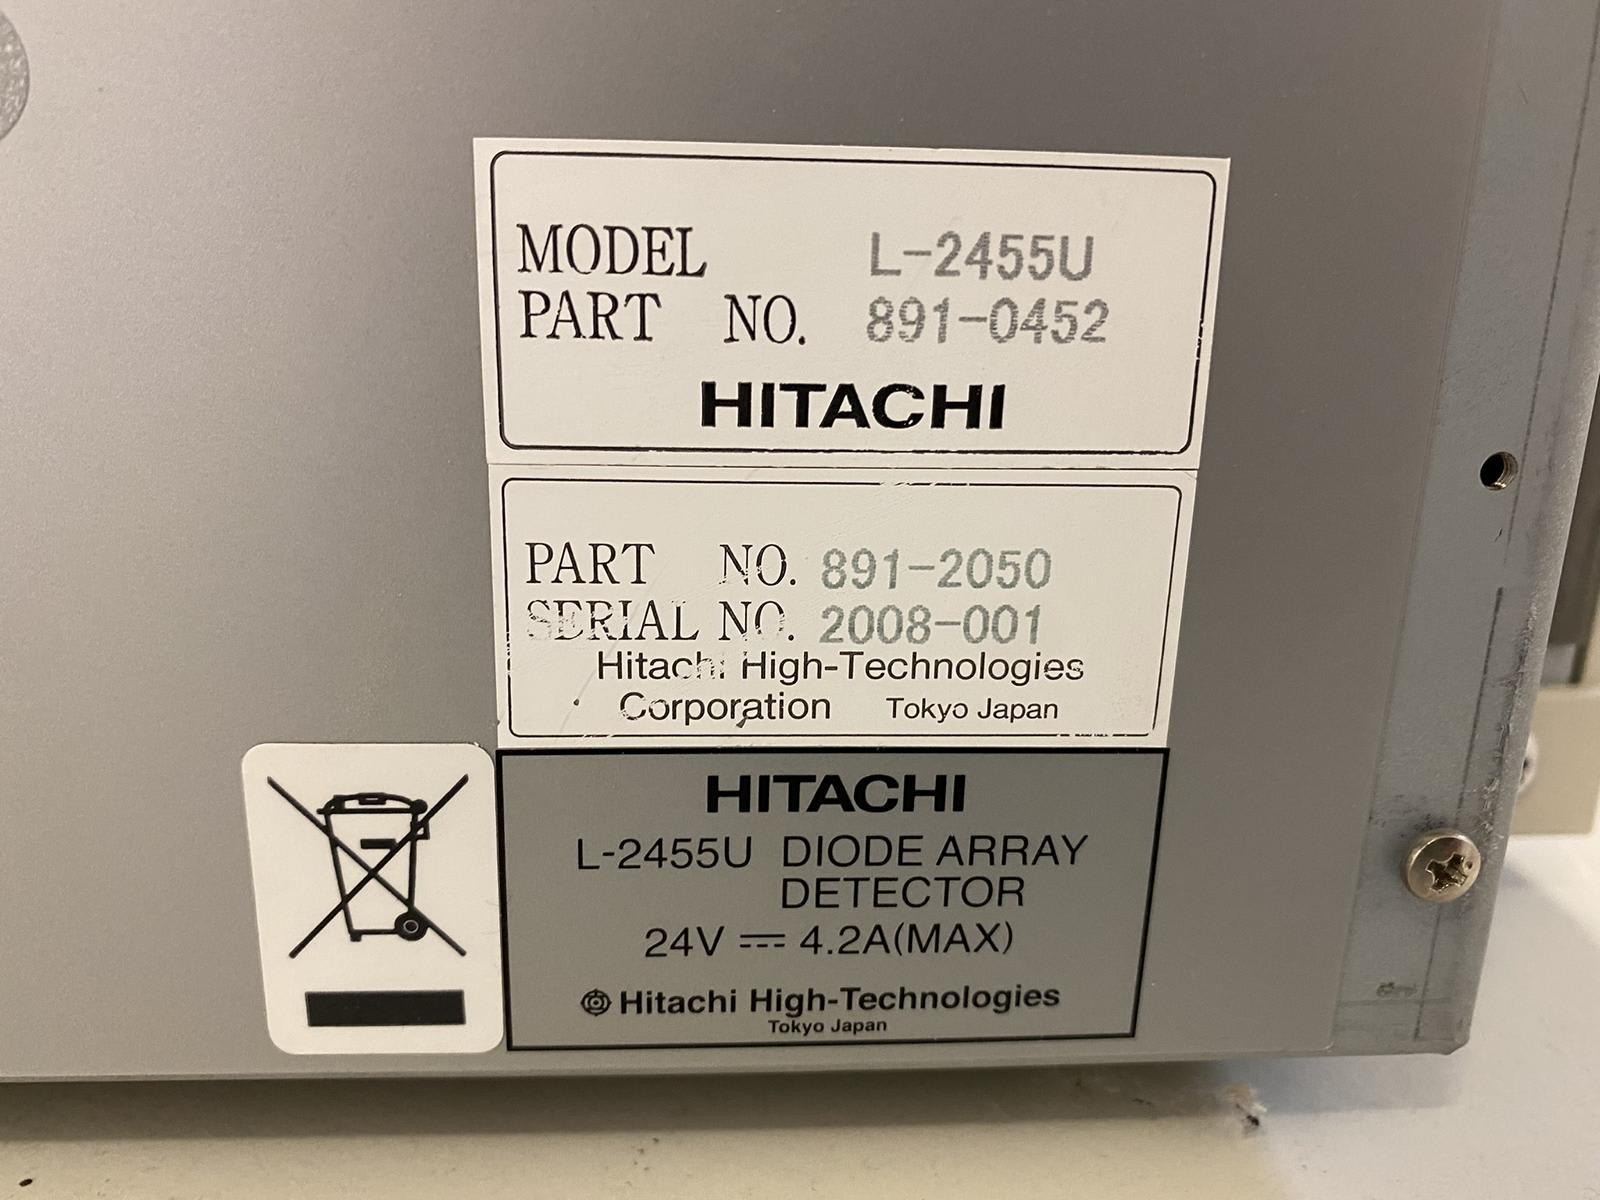 MODEL L-2455U
PART NO. 891-0452
HITACHI
PART NO. 891-2050
SERIAL NO. 2008-001
Hitachi High-Technologies
Corporation Tokyo Japan
HITACHI
L-2455U DIODE ARRAY
DETECTOR
24V ⎓ 4.2A(MAX)
Hitachi High-Technologies
Tokyo Japan